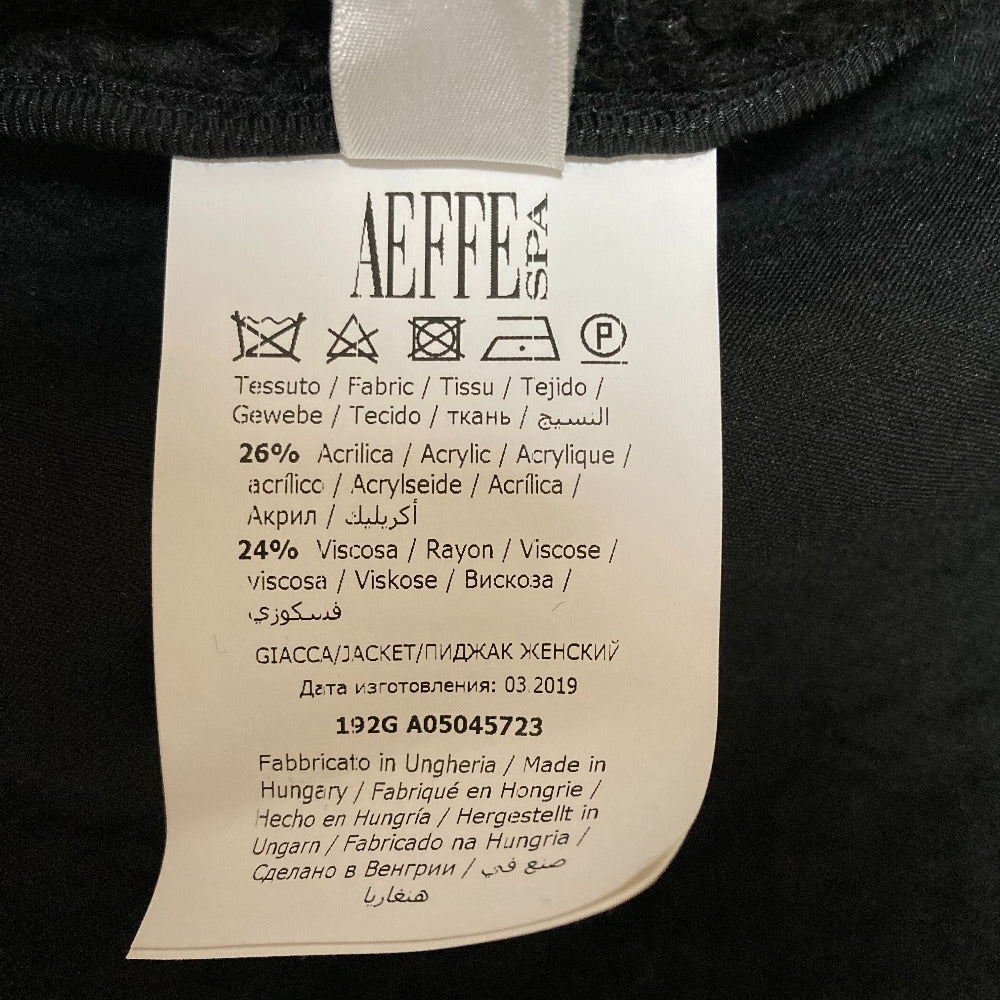 AEFFE SPA
P
Tessuto / Fabric / Tissu / Tejido /
Gewebe / Tecido / ткань / النسيج
26% Acrilica / Acrylic / Acrylique /
acrílico / Acrylseide / Acrílica /
Акрил / أكريليك
24% Viscosa / Rayon / Viscose /
viscosa / Viskose / Вискоза /
فسكوزي
GIACCA/JACKET/ПИДЖАК ЖЕНСКИЙ
Дата изготовления: 03.2019
192G A05045723
Fabbricato in Ungheria / Made in
Hungary / Fabriqué en Hongrie /
Hecho en Hungría / Hergestellt in
Ungarn / Fabricado na Hungria /
Сделано в Венгрии / صنع في
هنغاريا